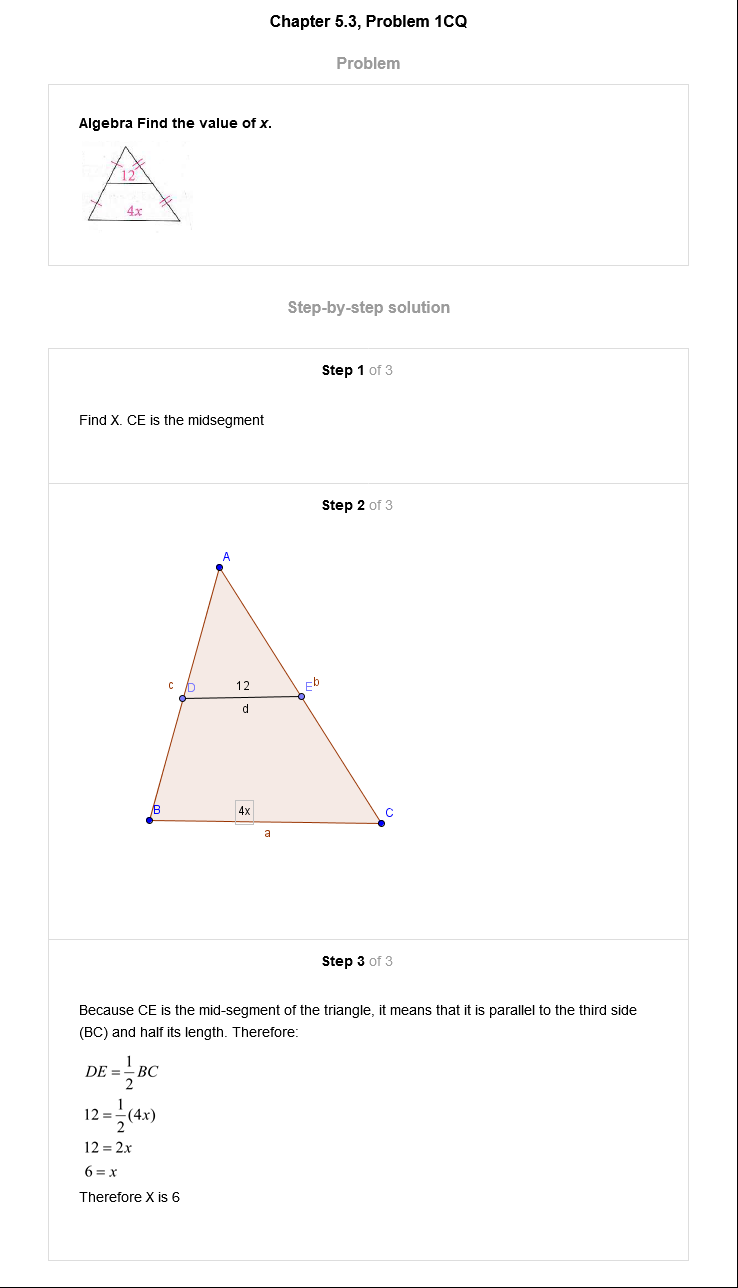 Chapter 5.3, Problem 1CQ
Problem
Algebra Find the value of x.
12
4x
Step-by-step solution
Step 1 of 3
Find X. CE is the midsegment
Step 2 of 3
A
c D 12 E b
d
B 4x C
a
Step 3 of 3
Because CE is the mid-segment of the triangle, it means that it is parallel to the third side
(BC) and half its length. Therefore:
DE = 1/2 BC
12 = 1/2 (4x)
12 = 2x
6 = x
Therefore X is 6